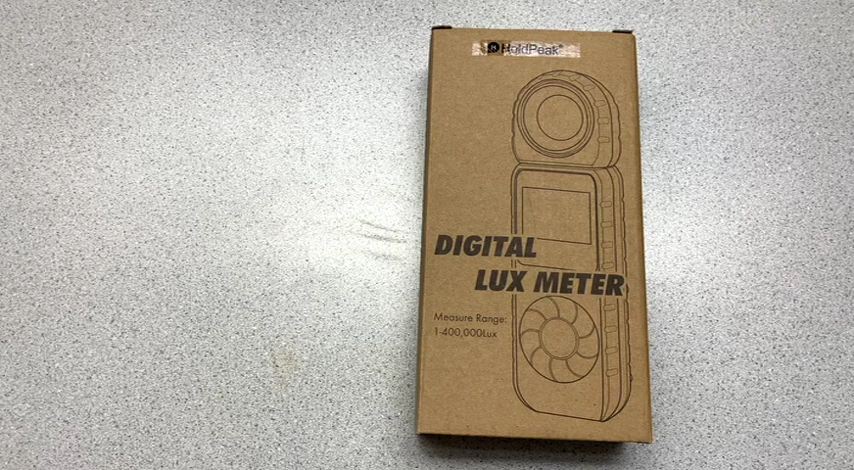 HoldPeak®
DIGITAL
LUX METER
Measure Range:
1-400,000Lux